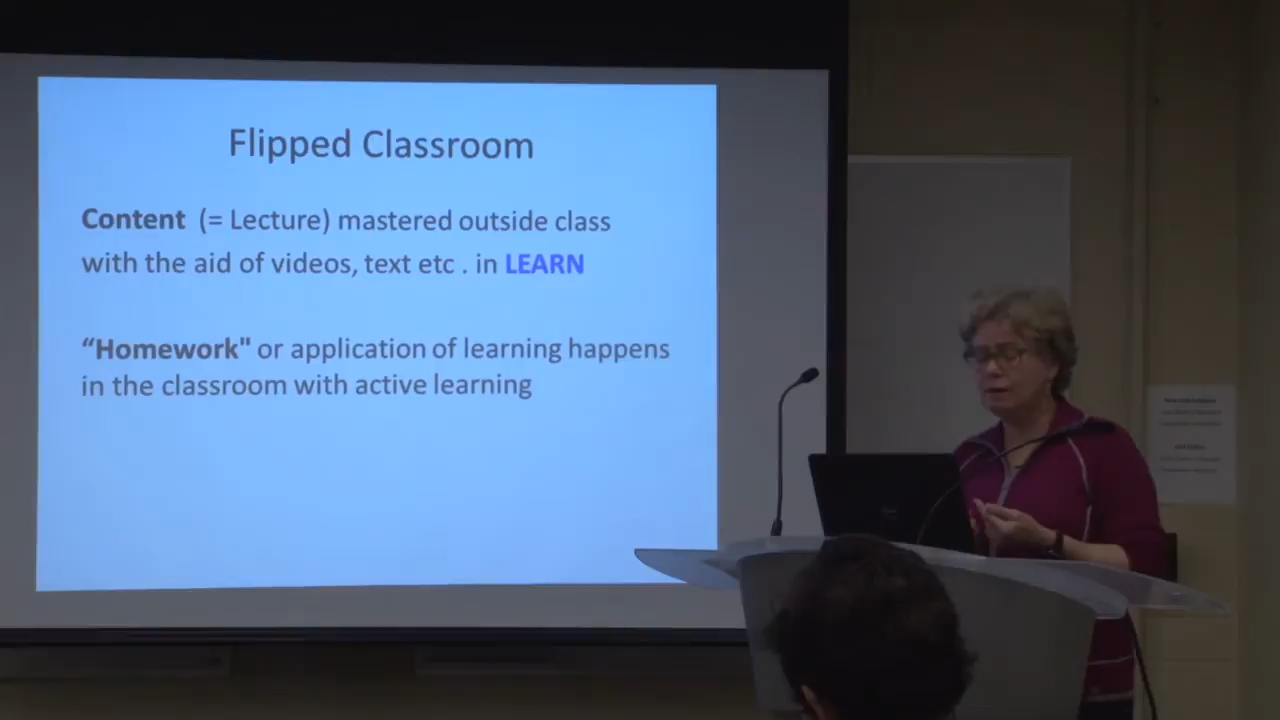 Flipped Classroom
Content (= Lecture) mastered outside class
with the aid of videos, text etc . in LEARN
“Homework" or application of learning happens
in the classroom with active learning